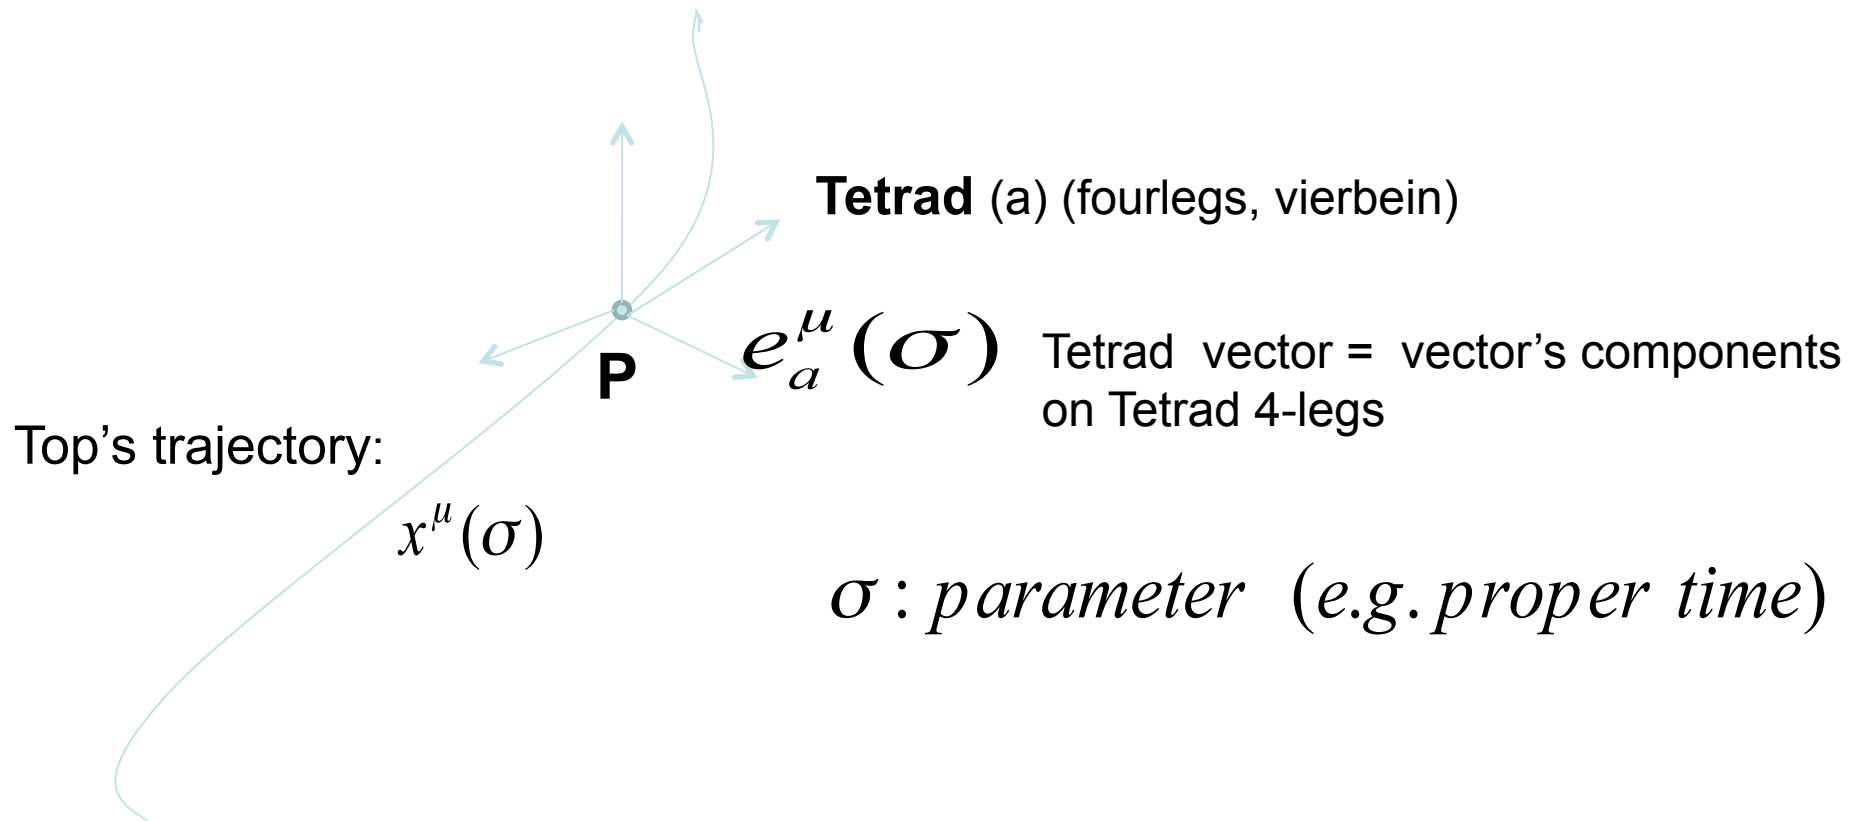 Tetrad (a) (fourlegs, vierbein)
e_a^μ(σ) Tetrad vector = vector’s components
on Tetrad 4-legs
P
Top’s trajectory:
x^μ(σ)
σ : parameter (e.g. proper time)